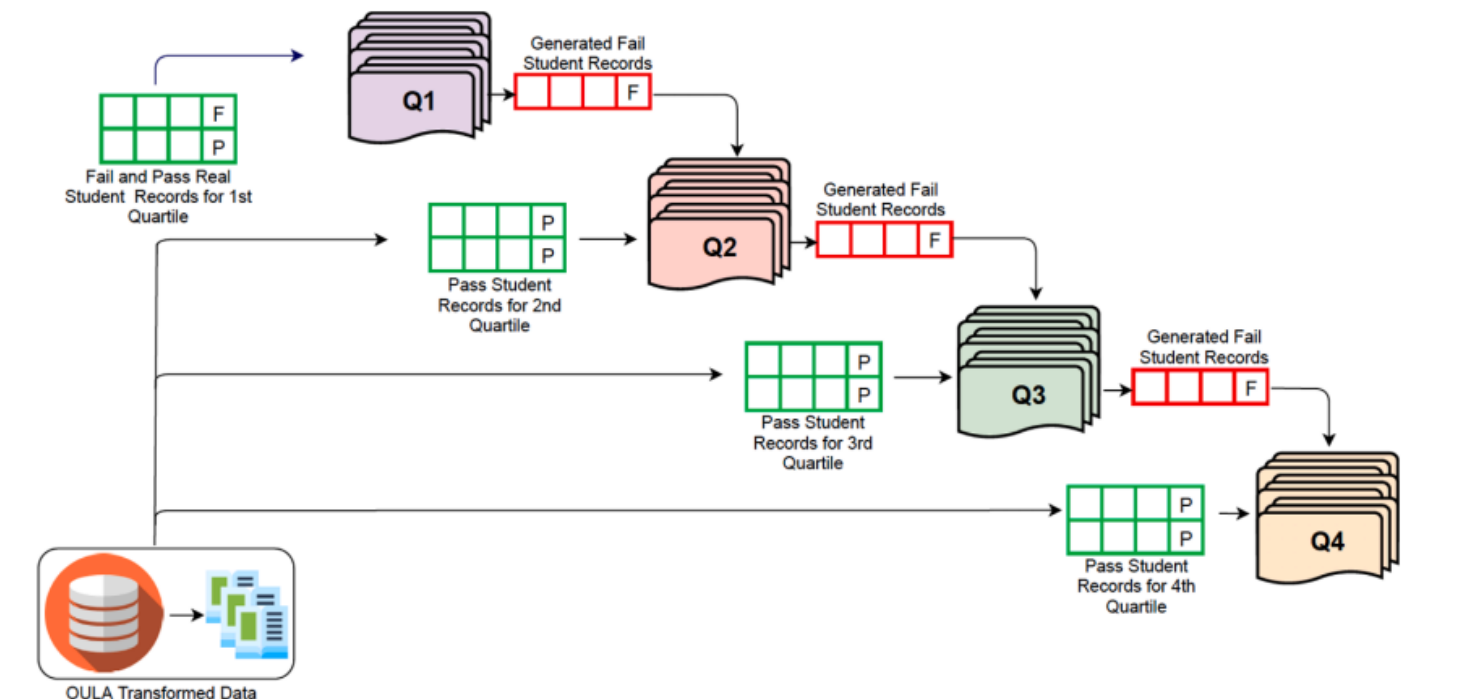 Generated Fail
Student Records
Q1
F
F
P
Fail and Pass Real
Student Records for 1st
Quartile
Generated Fail
Student Records
Q2
F
P
P
Pass Student
Records for 2nd
Quartile
Generated Fail
Student Records
Q3
F
P
P
Pass Student
Records for 3rd
Quartile
P
P
Q4
Pass Student
Records for 4th
Quartile
OULA Transformed Data